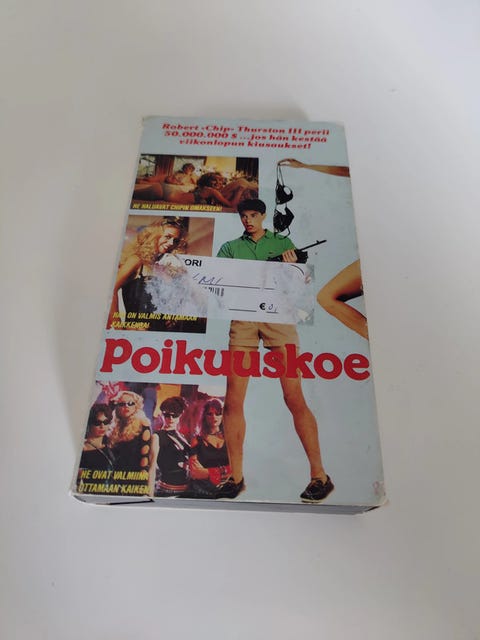 Robert »Chip» Thurston III perii
50.000.000 $ ...jos hän kestää
viikonlopun kiusaukset!
HE HALUAVAT CHIPIN OMAKSEEN!
ORI
€
ON VALMIS ANTAMAAN
KAIKKENSA!
Poikuuskoe
HE OVAT VALMIINA
OTTAMAAN KAIKEN